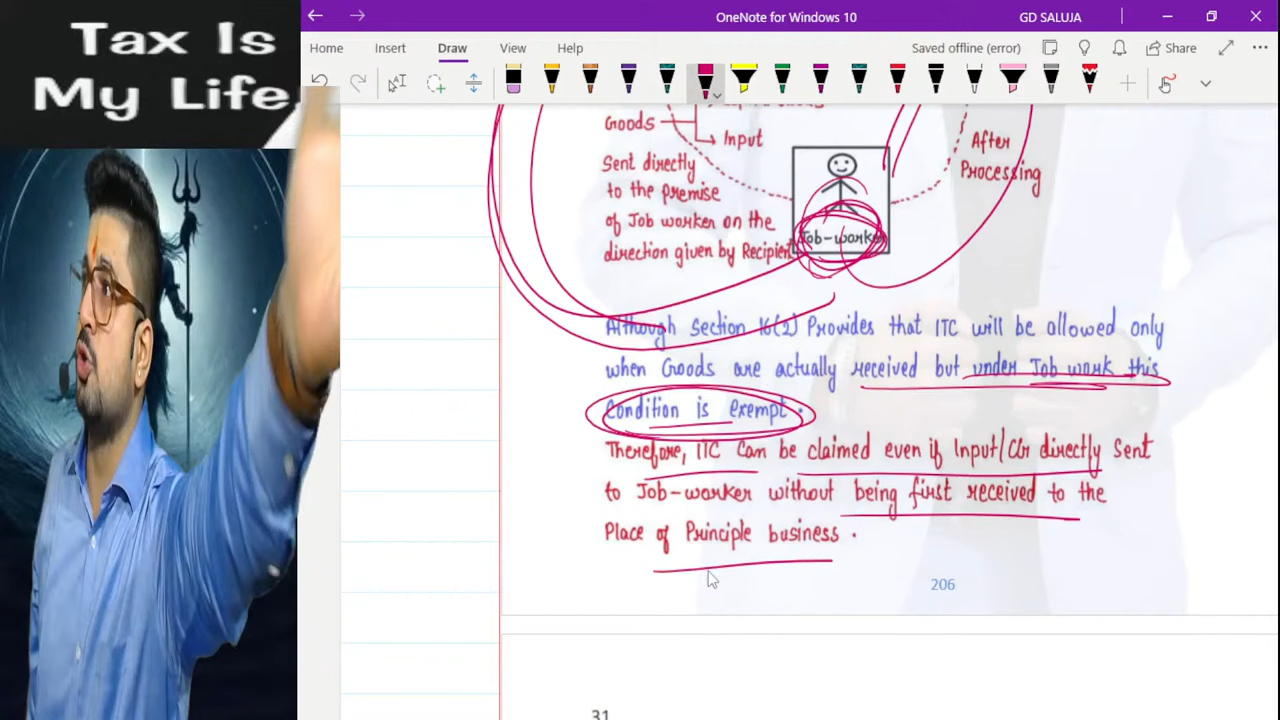 Tax Is
My Life
OneNote for Windows 10
GD SALUJA
Home Insert Draw View Help
Saved offline (error)
Share
Goods
Input
After
Processing
Sent directly
to the premise
of Job worker on the
direction given by Recipient
Job-worker
Although Section 16(2) Provides that ITC will be allowed only
when Goods are actually received but under Job work this
Condition is exempt.
Therefore, ITC Can be claimed even if Input/CG directly Sent
to Job-worker without being first received to the
Place of Principle business.
206
31